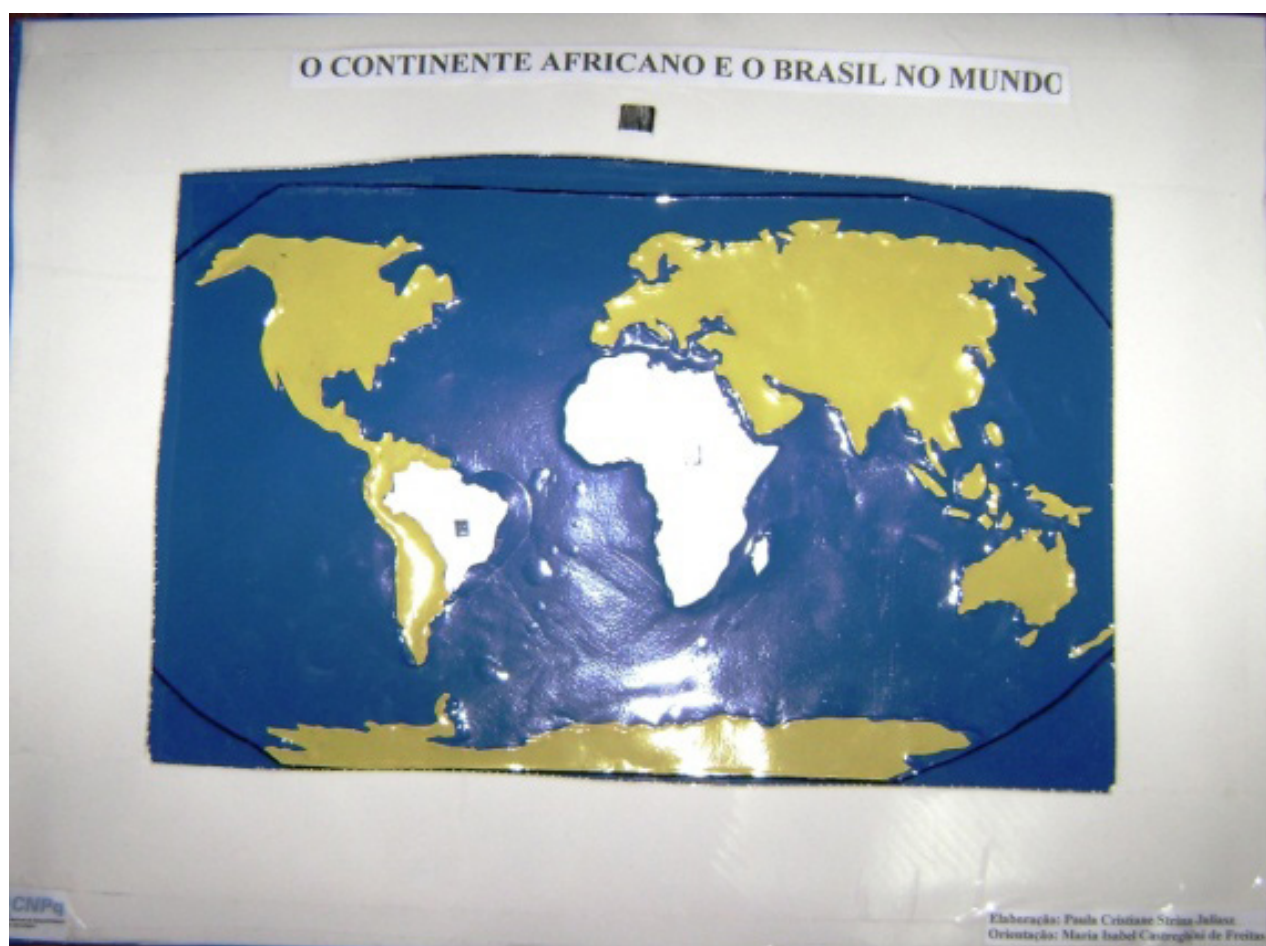 O CONTINENTE AFRICANO E O BRASIL NO MUNDO
CNPq
Elaboração: Paula Cristiane Strina Juliasz
Orientação: Maria Isabel Castreghini de Freitas